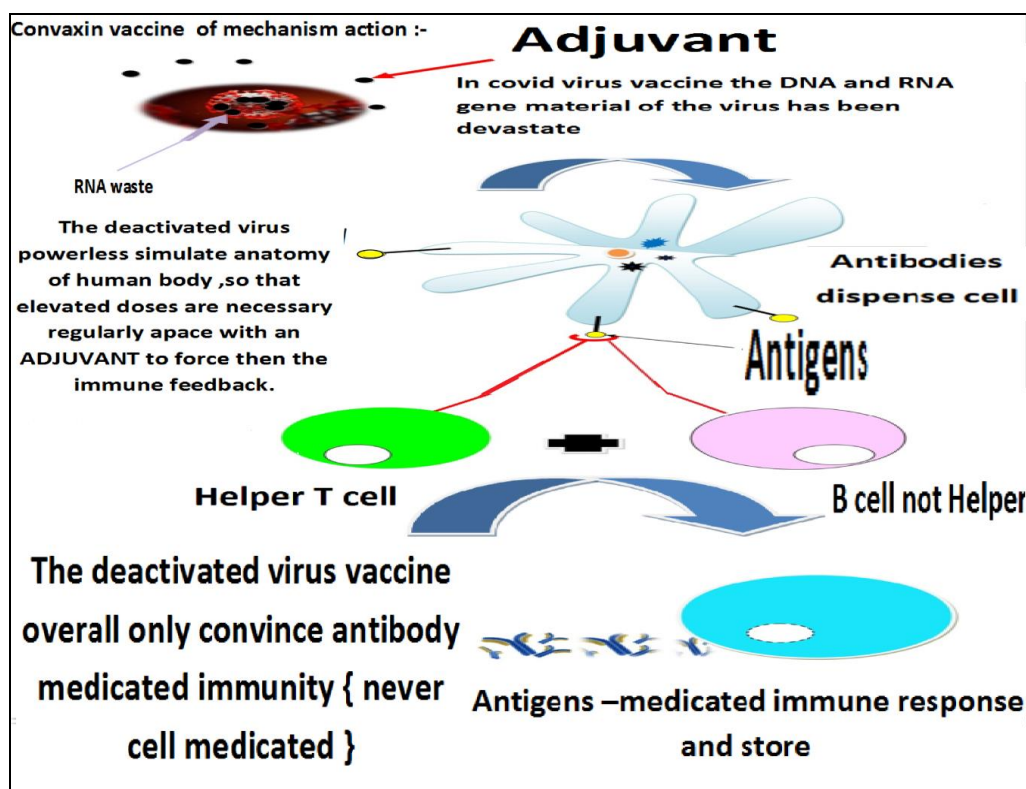 Convaxin vaccine of mechanism action :-
Adjuvant
In covid virus vaccine the DNA and RNA
gene material of the virus has been
devastate
RNA waste
The deactivated virus
powerless simulate anatomy
of human body ,so that
elevated doses are necessary
regularly apace with an
ADJUVANT to force then the
immune feedback.
Antibodies
dispense cell
Antigens
Helper T cell
B cell not Helper
The deactivated virus vaccine
overall only convince antibody
medicated immunity { never
cell medicated }
Antigens –medicated immune response
and store